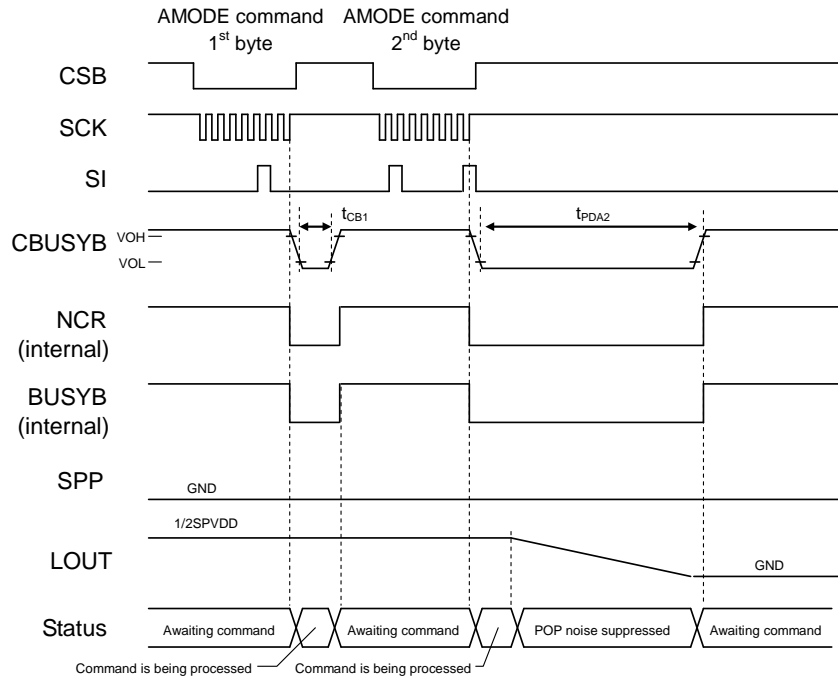 AMODE command AMODE command
1st byte 2nd byte
CSB
SCK
SI
tCB1 tPDA2
CBUSYB
VOH
VOL
NCR
(internal)
BUSYB
(internal)
SPP
GND
1/2SPVDD
LOUT
GND
Status
Awaiting command Awaiting command POP noise suppressed Awaiting command
Command is being processed Command is being processed